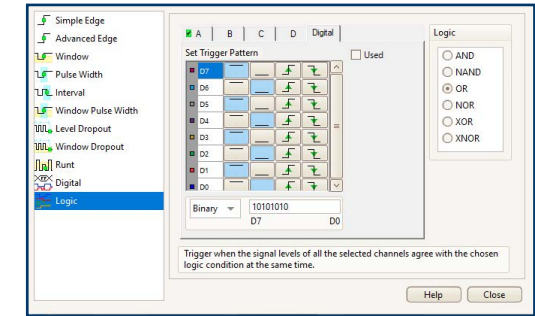 Simple Edge
Advanced Edge
Window
Pulse Width
Interval
Window Pulse Width
Level Dropout
Window Dropout
Runt
Digital
Logic
A B C D Digital
Set Trigger Pattern
Used
D7
D6
D5
D4
D3
D2
D1
D0
Binary 10101010
D7 D0
Logic
AND
NAND
OR
NOR
XOR
XNOR
Trigger when the signal levels of all the selected channels agree with the chosen
logic condition at the same time.
Help Close